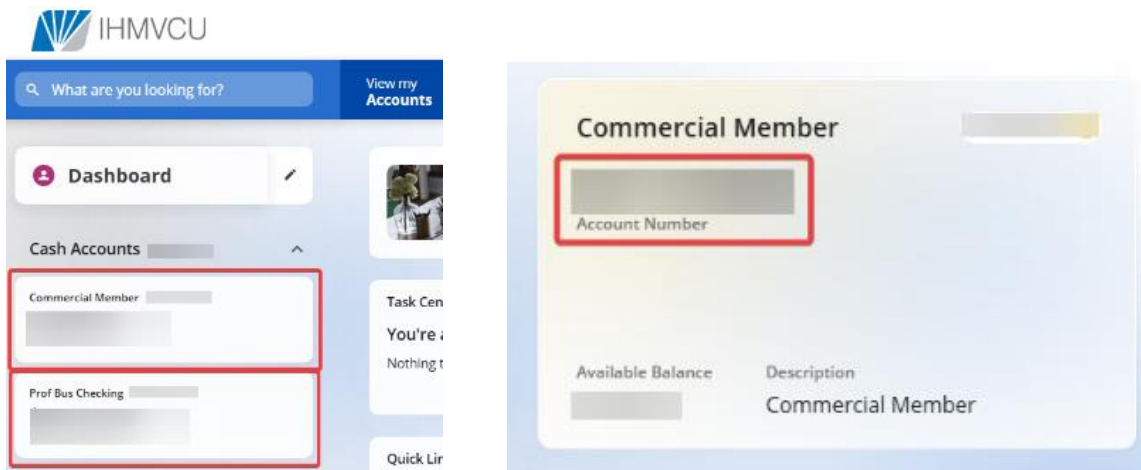 IHMVCU
What are you looking for?
View my
Accounts
Dashboard
Cash Accounts
Commercial Member
Prof Bus Checking
Task Cen
You're
Nothing t
Quick Lin
Commercial Member
Account Number
Available Balance
Description
Commercial Member